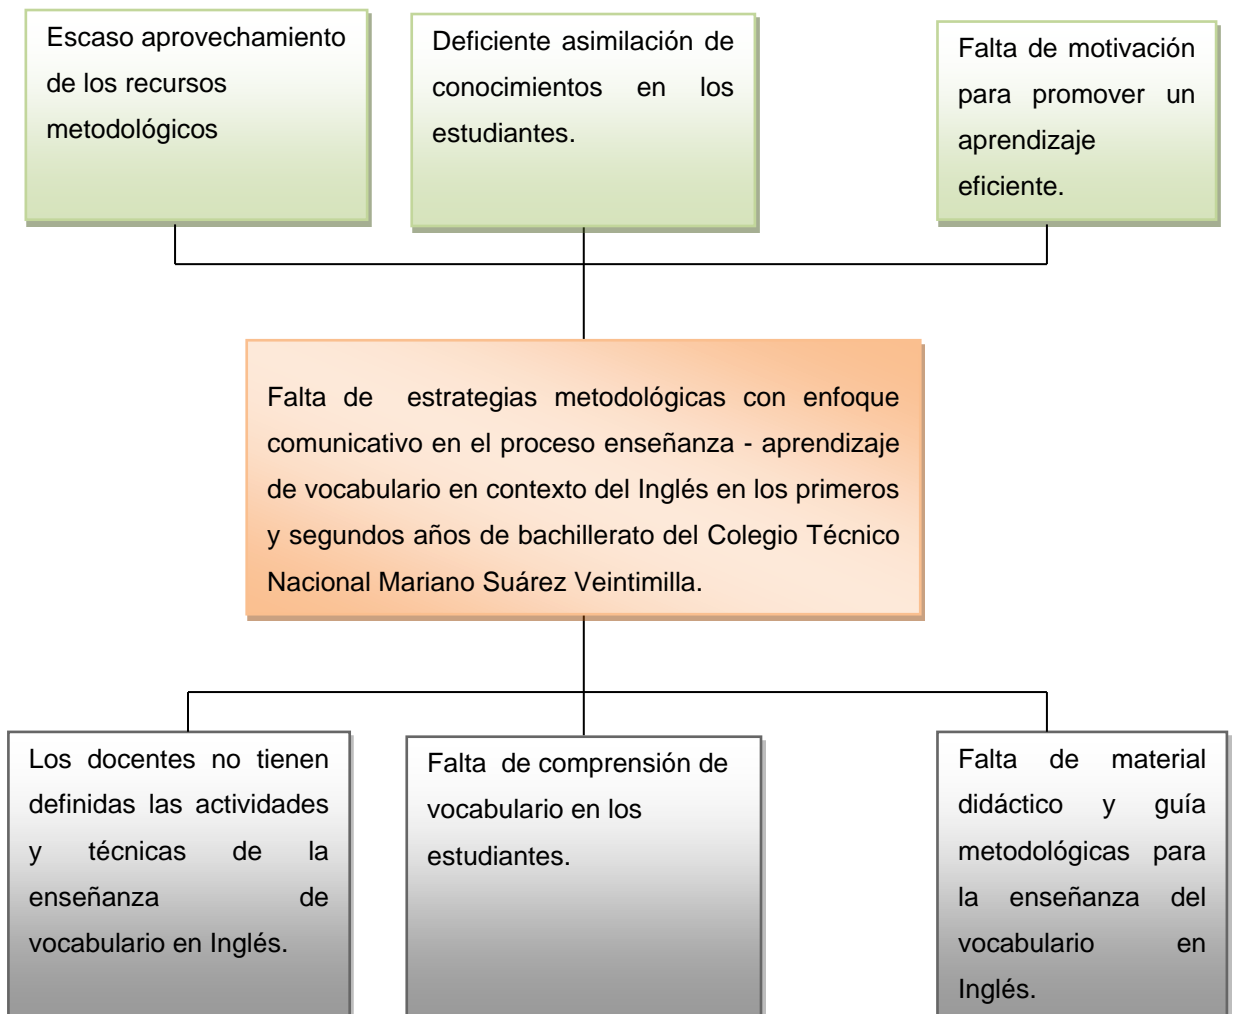 Escaso aprovechamiento
de los recursos
metodológicos
Deficiente asimilación de
conocimientos en los
estudiantes.
Falta de motivación
para promover un
aprendizaje
eficiente.
Falta de estrategias metodológicas con enfoque
comunicativo en el proceso enseñanza - aprendizaje
de vocabulario en contexto del Inglés en los primeros
y segundos años de bachillerato del Colegio Técnico
Nacional Mariano Suárez Veintimilla.
Los docentes no tienen
definidas las actividades
y técnicas de la
enseñanza de
vocabulario en Inglés.
Falta de comprensión de
vocabulario en los
estudiantes.
Falta de material
didáctico y guía
metodológicas para
la enseñanza del
vocabulario en
Inglés.